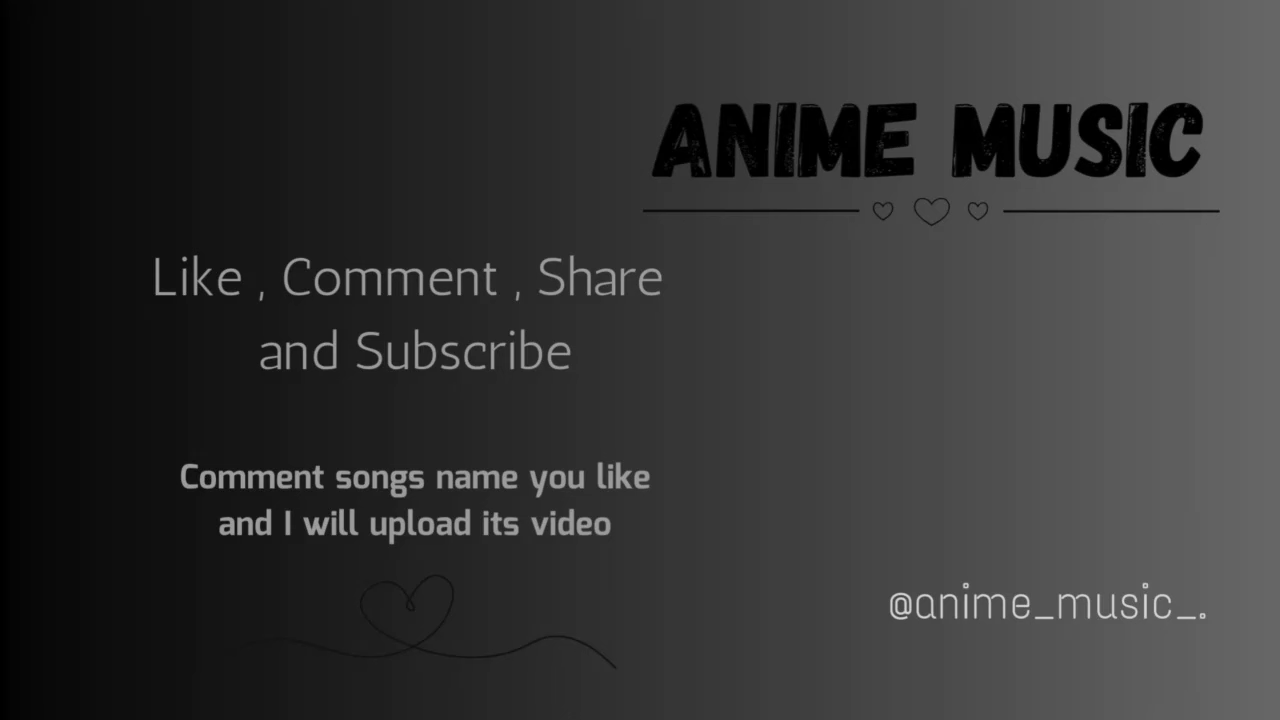 ANIME MUSIC
Like , Comment , Share
and Subscribe
Comment songs name you like
and I will upload its video
@anime_music_.